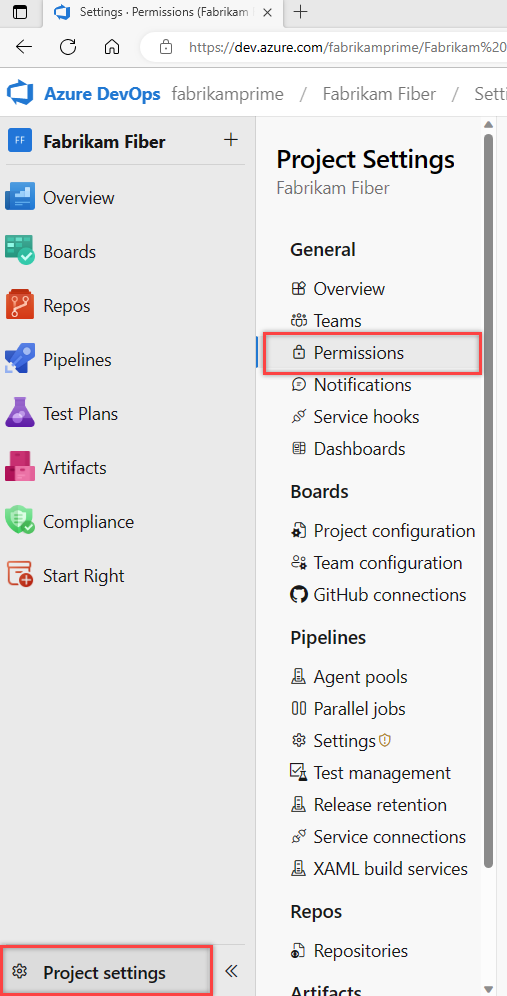 Settings · Permissions (Fabrikam
https://dev.azure.com/fabrikamprime/Fabrikam%20
Azure DevOps fabrikamprime / Fabrikam Fiber / Setti
FF Fabrikam Fiber
Overview
Boards
Repos
Pipelines
Test Plans
Artifacts
Compliance
Start Right
Project settings
Project Settings
Fabrikam Fiber
General
Overview
Teams
Permissions
Notifications
Service hooks
Dashboards
Boards
Project configuration
Team configuration
GitHub connections
Pipelines
Agent pools
Parallel jobs
Settings
Test management
Release retention
Service connections
XAML build services
Repos
Repositories
Artifacts